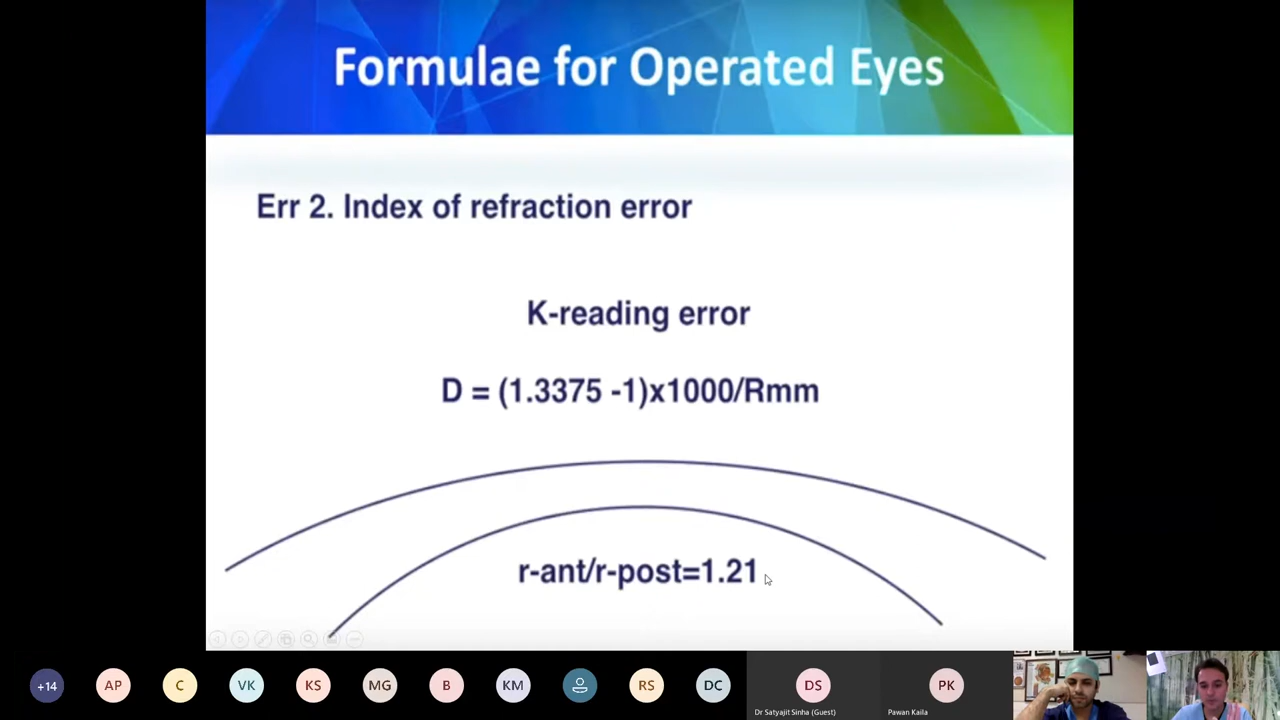 Formulae for Operated Eyes
Err 2. Index of refraction error
K-reading error
D = (1.3375 -1)x1000/Rmm
r-ant/r-post=1.21
+14
AP
C
VK
KS
MG
B
KM
RS
DC
DS
PK
Dr Satyajit Sinha (Guest)
Pawan Kaila